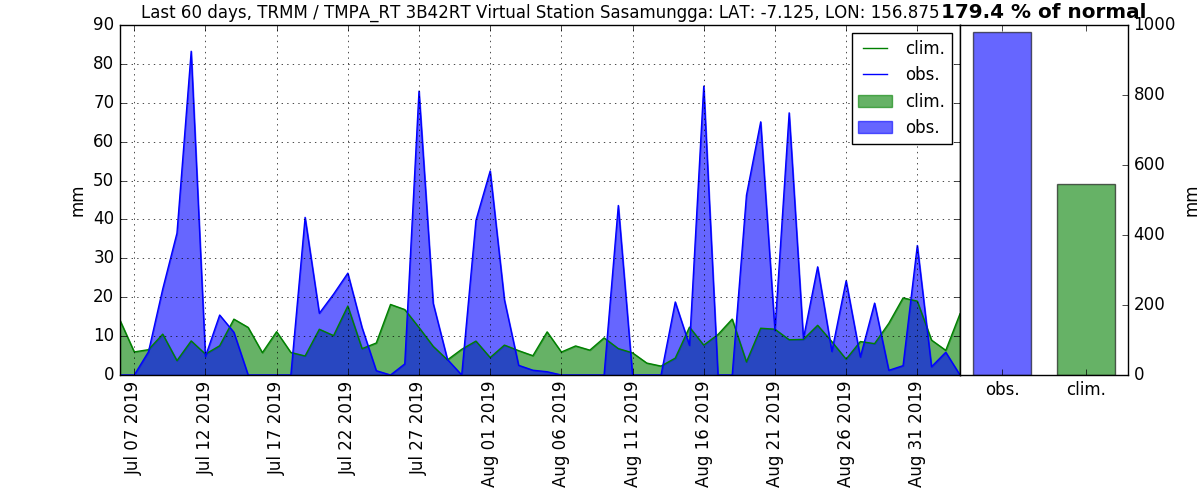 Last 60 days, TRMM / TMPA_RT 3B42RT Virtual Station Sasamungga: LAT: -7.125, LON: 156.875
179.4 % of normal
90
80
70
60
50
40
30
20
10
0
mm
clim.
obs.
clim.
obs.
1000
800
600
400
200
0
mm
Jul 07 2019
Jul 12 2019
Jul 17 2019
Jul 22 2019
Jul 27 2019
Aug 01 2019
Aug 06 2019
Aug 11 2019
Aug 16 2019
Aug 21 2019
Aug 26 2019
Aug 31 2019
obs.
clim.